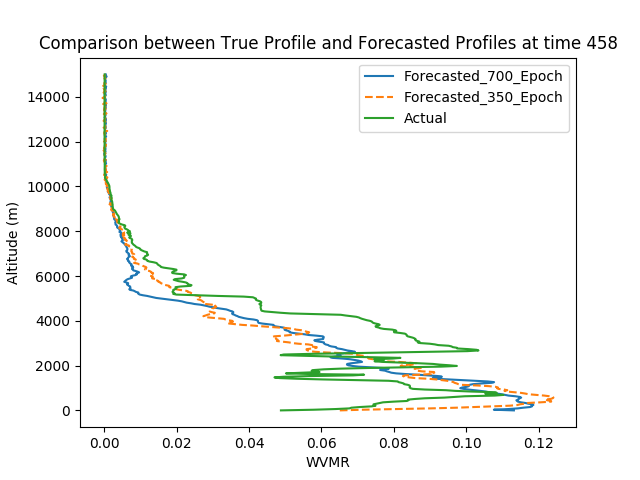 Comparison between True Profile and Forecasted Profiles at time 458
Forecasted_700_Epoch
Forecasted_350_Epoch
Actual
Altitude (m)
14000
12000
10000
8000
6000
4000
2000
0
0.00 0.02 0.04 0.06 0.08 0.10 0.12
WVMR